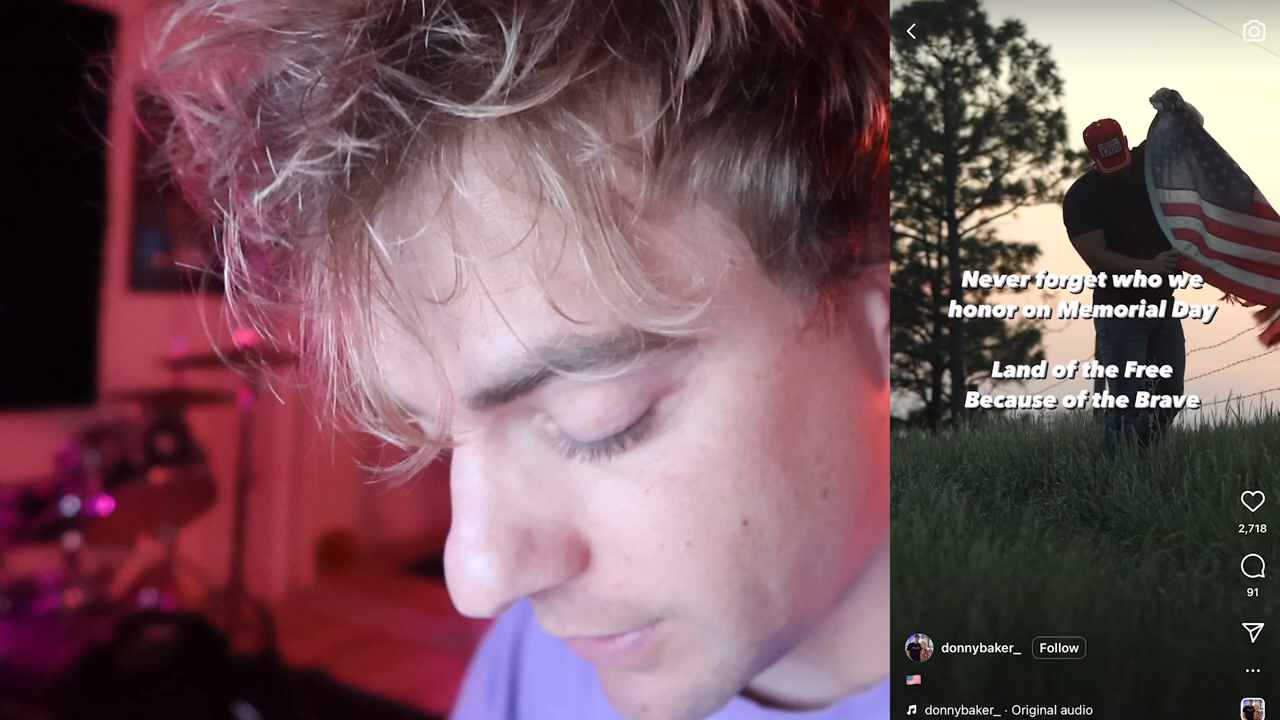 Never forget who we
honor on Memorial Day
Land of the Free
Because of the Brave
2,718
91
donnybaker_
Follow
🇺🇸
donnybaker_ · Original audio